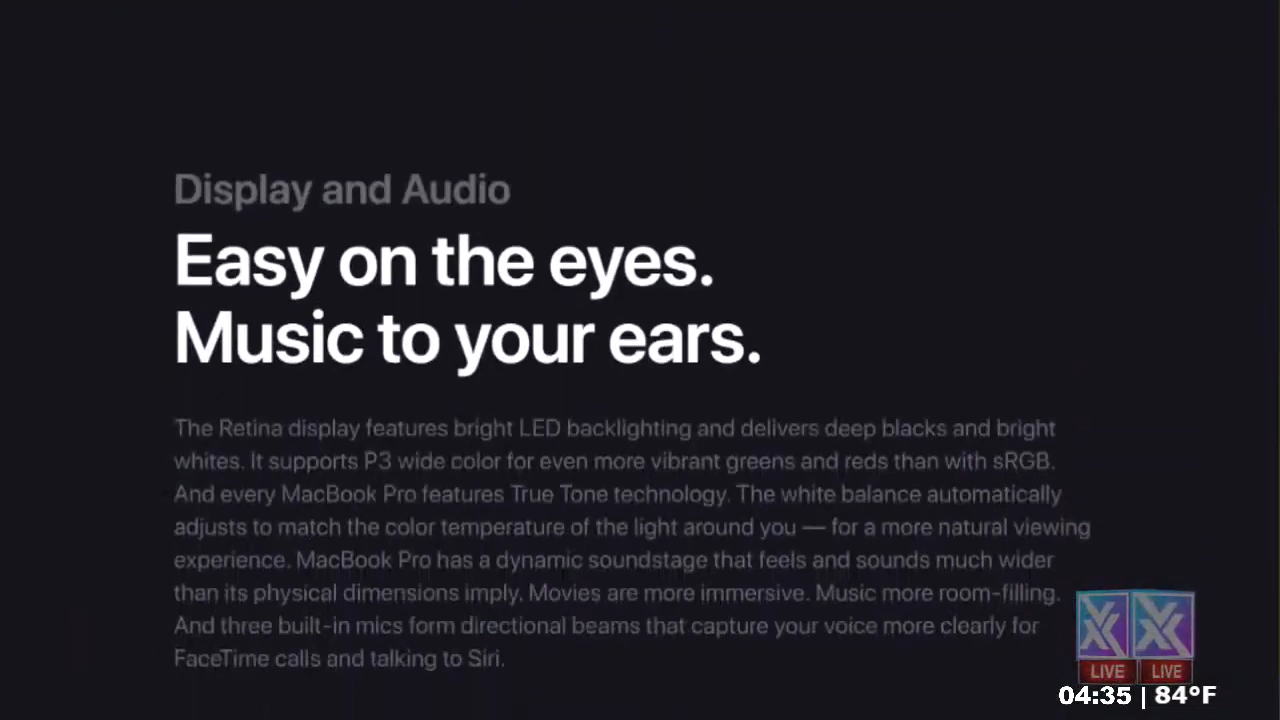 Display and Audio
Easy on the eyes.
Music to your ears.
The Retina display features bright LED backlighting and delivers deep blacks and bright
whites. It supports P3 wide color for even more vibrant greens and reds than with sRGB.
And every MacBook Pro features True Tone technology. The white balance automatically
adjusts to match the color temperature of the light around you — for a more natural viewing
experience. MacBook Pro has a dynamic soundstage that feels and sounds much wider
than its physical dimensions imply. Movies are more immersive. Music more room-filling.
And three built-in mics form directional beams that capture your voice more clearly for
FaceTime calls and talking to Siri.
X X
LIVE LIVE
04:35 | 84°F